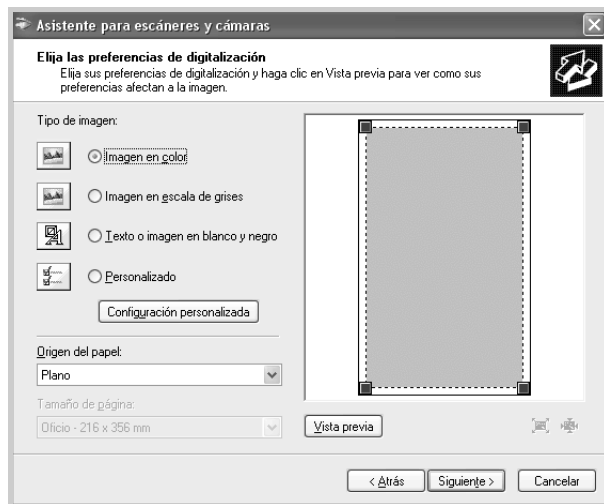 Asistente para escáneres y cámaras
Elija las preferencias de digitalización
Elija sus preferencias de digitalización y haga clic en Vista previa para ver como sus
preferencias afectan a la imagen.
Tipo de imagen:
Imagen en color
Imagen en escala de grises
Texto o imagen en blanco y negro
Personalizado
Configuración personalizada
Origen del papel:
Plano
Tamaño de página:
Oficio - 216 x 356 mm
Vista previa
< Atrás
Siguiente >
Cancelar